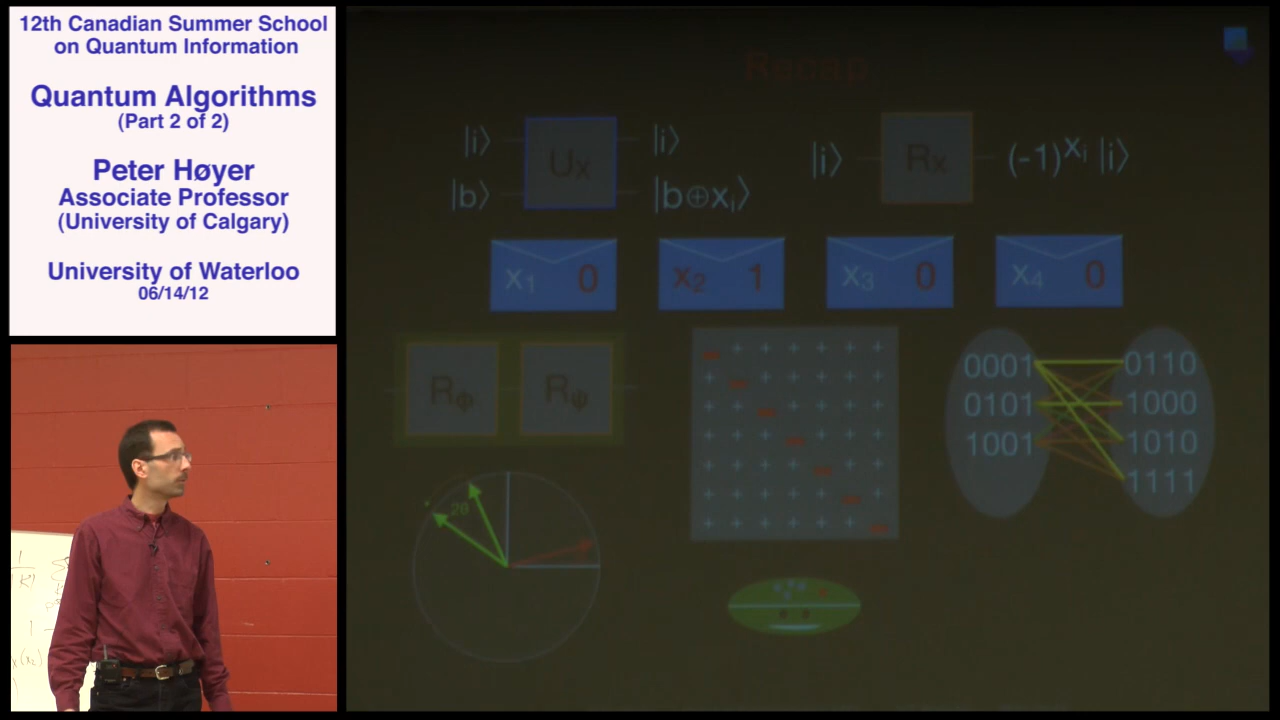 12th Canadian Summer School
on Quantum Information
Quantum Algorithms
(Part 2 of 2)
Peter Høyer
Associate Professor
(University of Calgary)
University of Waterloo
06/14/12
Recap
|i⟩ Ux |i⟩
|b⟩ |b⊕xᵢ⟩
|i⟩ Rx (-1)^xᵢ |i⟩
x₁ 0 x₂ 1 x₃ 0 x₄ 0
Rφ Rψ
2θ
- + + + + + +
+ - + + + + +
+ + - + + + +
+ + + - + + +
+ + + + - + +
+ + + + + - +
+ + + + + + -
0001 0110
0101 1000
1001 1010
1111